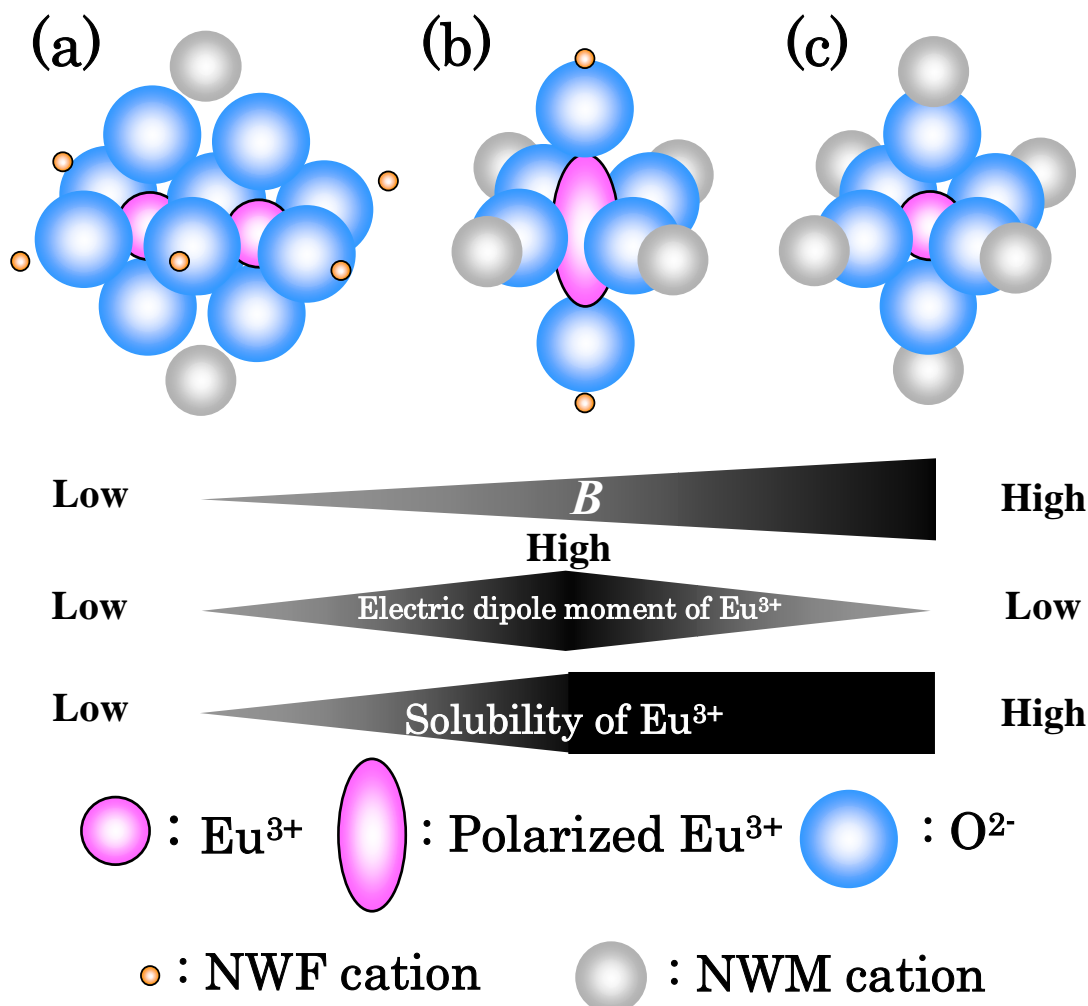 (a) (b) (c)
Low B High
High
Low Electric dipole moment of Eu³⁺ Low
Low Solubility of Eu³⁺ High
: Eu³⁺ : Polarized Eu³⁺ : O²⁻
: NWF cation : NWM cation